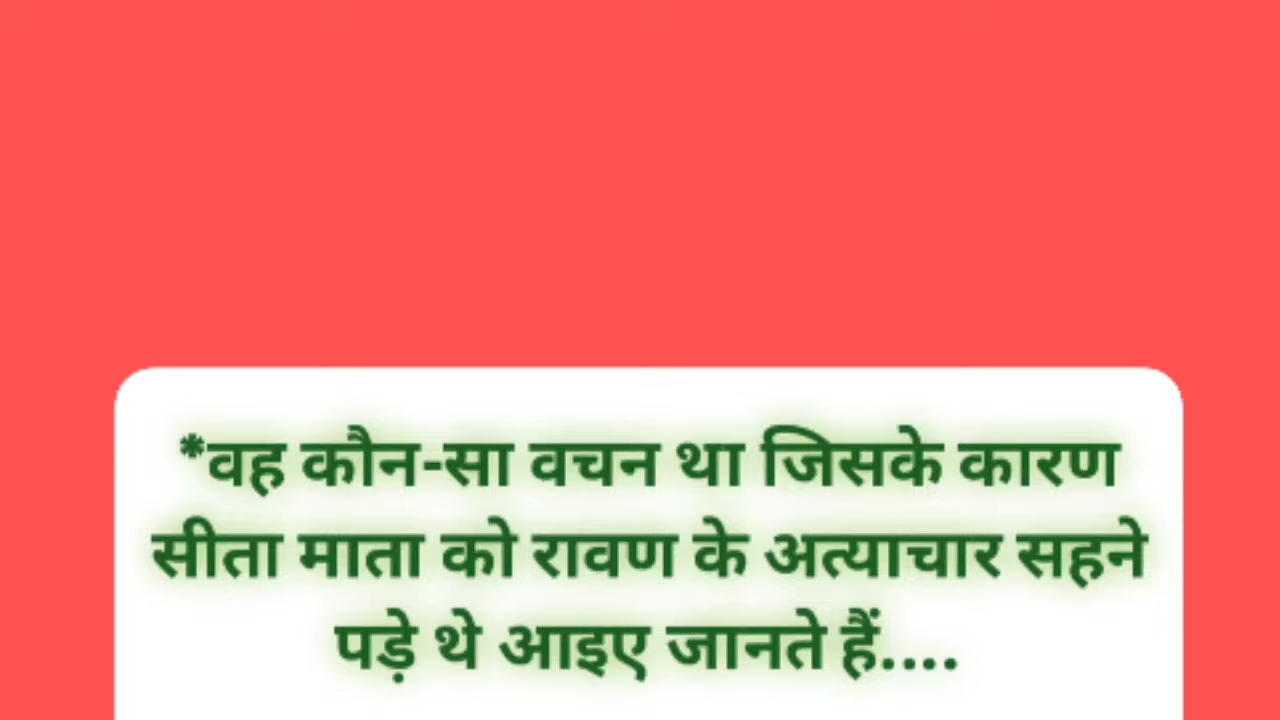 *वह कौन-सा वचन था जिसके कारण
सीता माता को रावण के अत्याचार सहने
पड़े थे आइए जानते हैं....